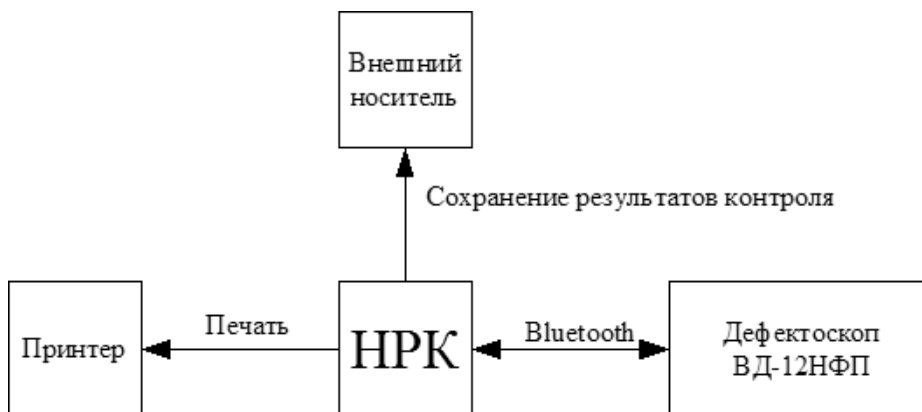 Внешний
носитель
Сохранение результатов контроля
Принтер
Печать
НРК
Bluetooth
Дефектоскоп
ВД-12НФП